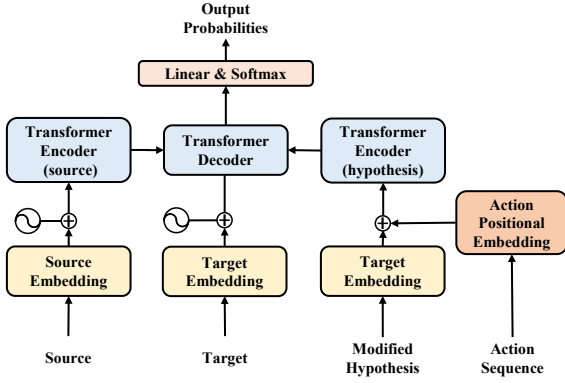 Output
Probabilities
Linear & Softmax
Transformer
Encoder
(source)
Transformer
Decoder
Transformer
Encoder
(hypothesis)
Action
Positional
Embedding
Source
Embedding
Target
Embedding
Target
Embedding
Source
Target
Modified
Hypothesis
Action
Sequence